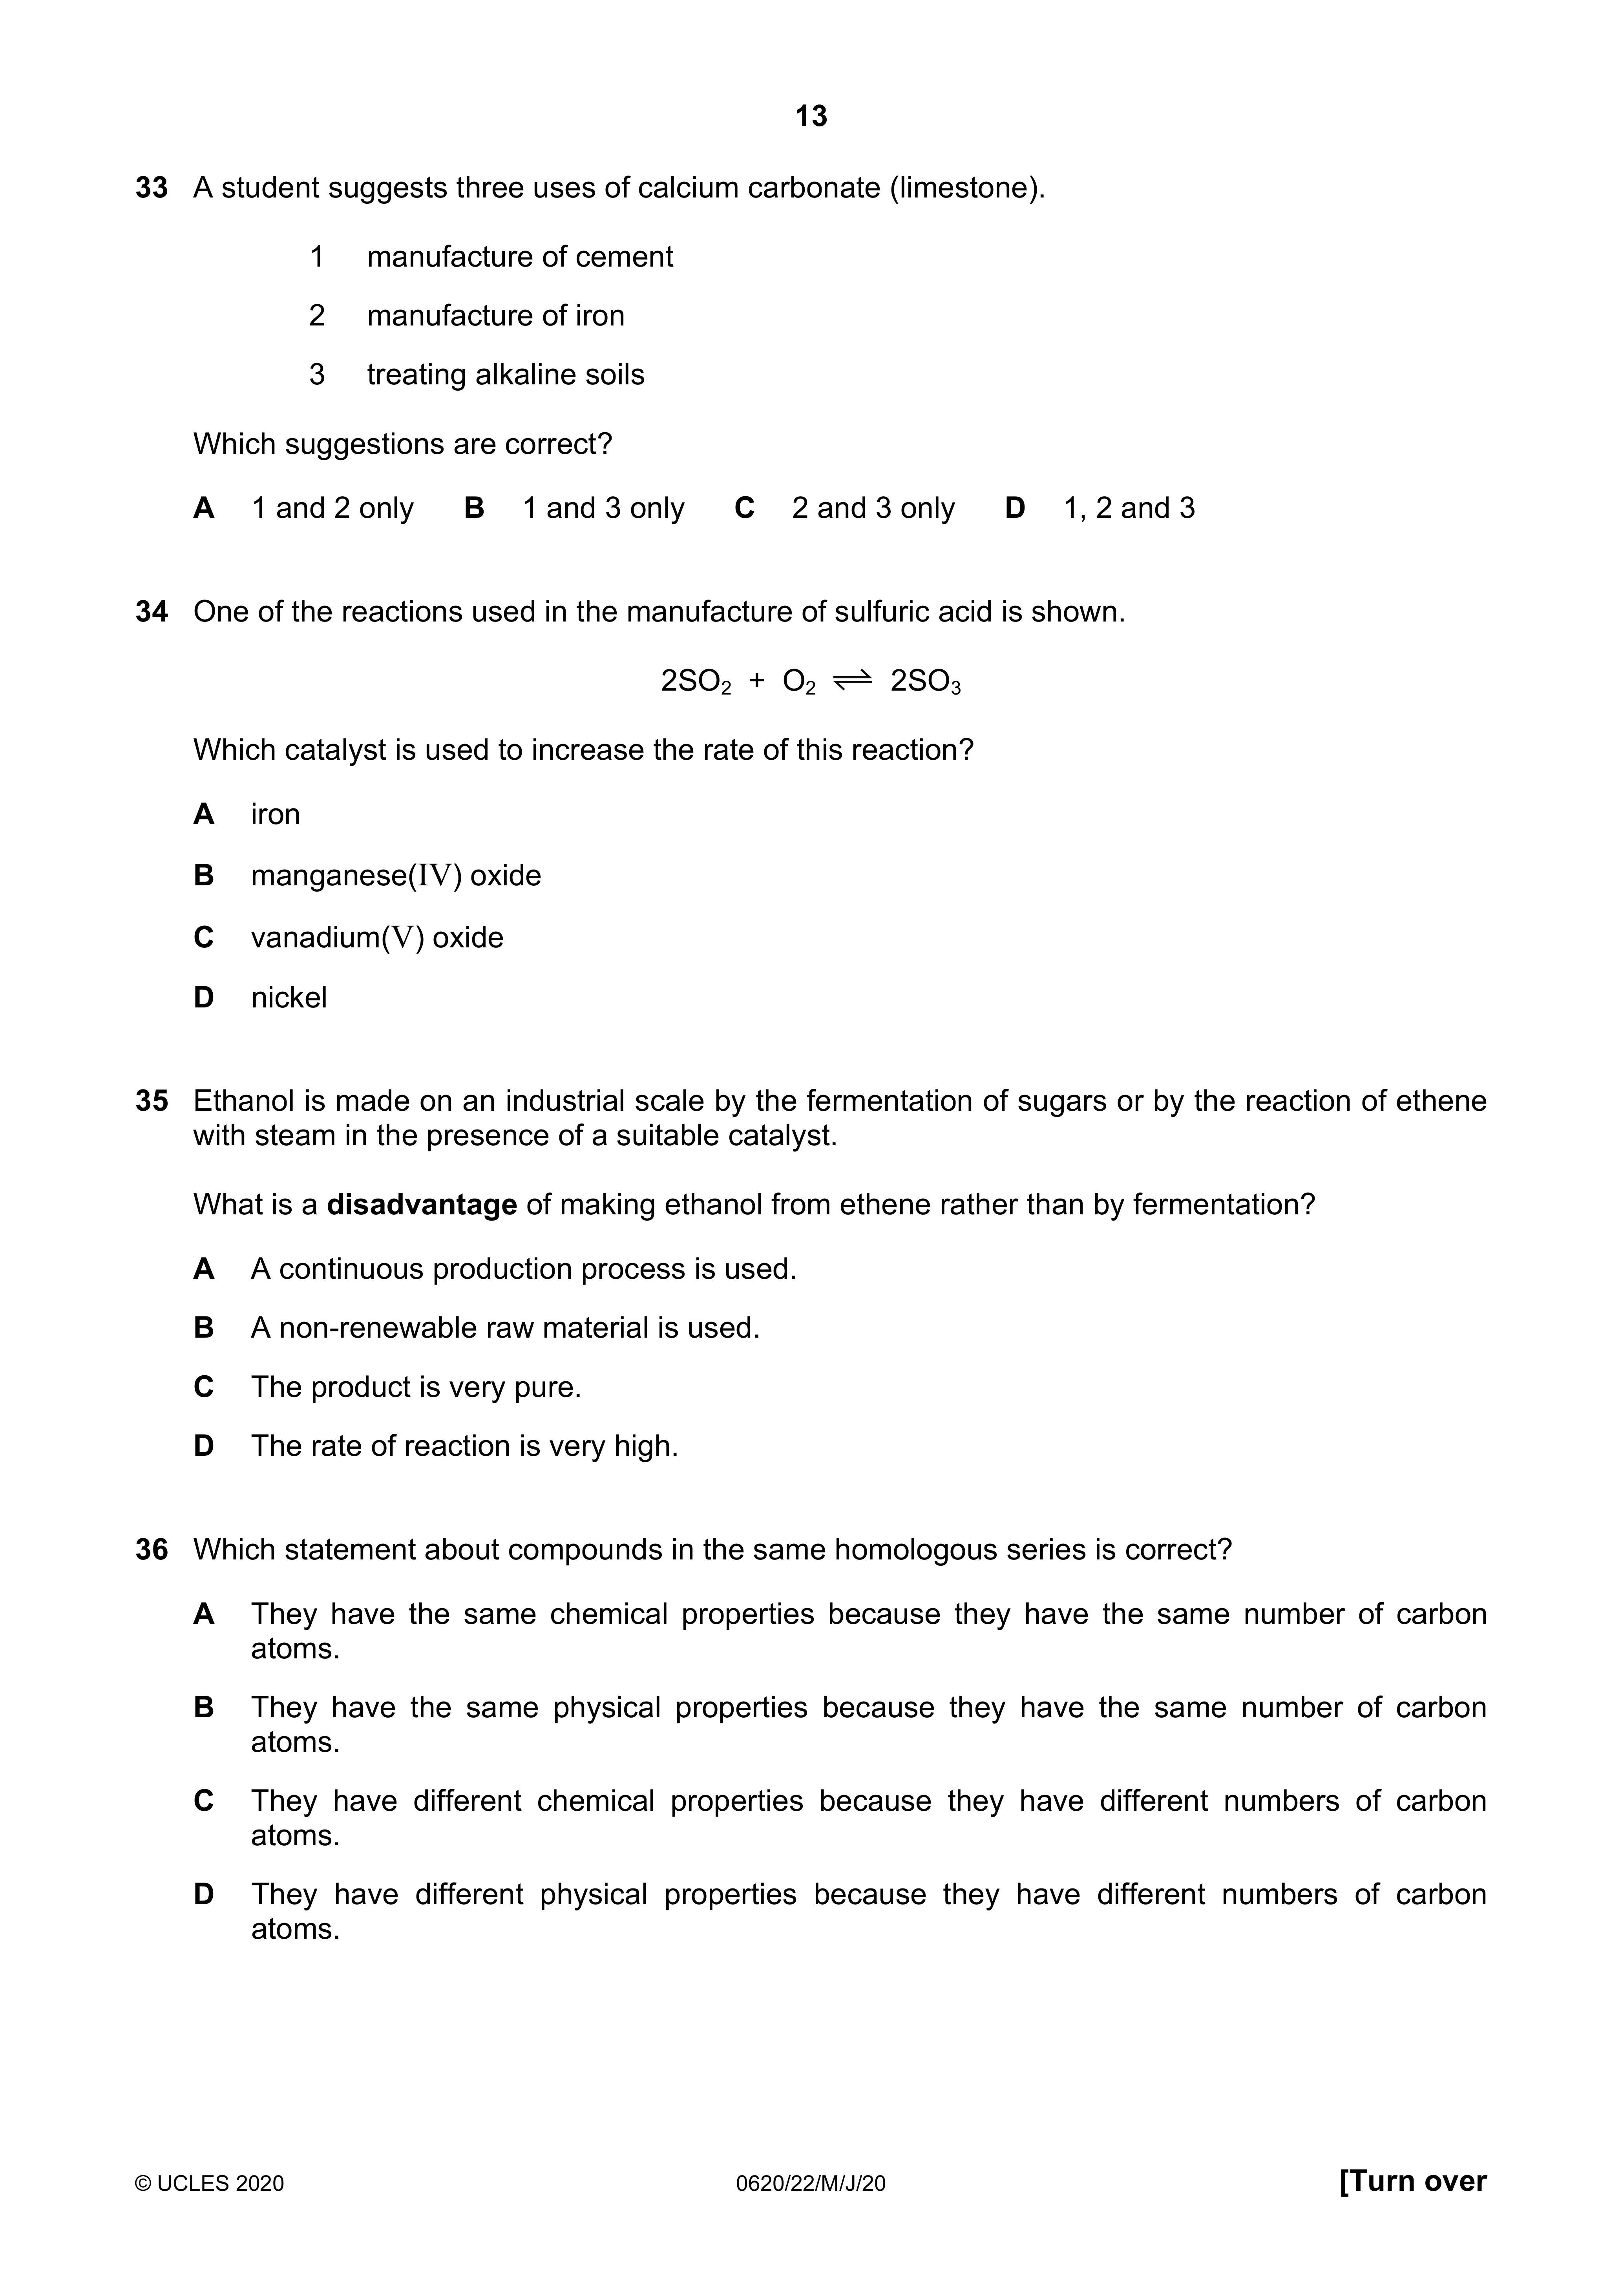 13
33 A student suggests three uses of calcium carbonate (limestone).
1 manufacture of cement
2 manufacture of iron
3 treating alkaline soils
Which suggestions are correct?
A 1 and 2 only B 1 and 3 only C 2 and 3 only D 1, 2 and 3
34 One of the reactions used in the manufacture of sulfuric acid is shown.
2SO₂ + O₂ ⇌ 2SO₃
Which catalyst is used to increase the rate of this reaction?
A iron
B manganese(IV) oxide
C vanadium(V) oxide
D nickel
35 Ethanol is made on an industrial scale by the fermentation of sugars or by the reaction of ethene
with steam in the presence of a suitable catalyst.
What is a disadvantage of making ethanol from ethene rather than by fermentation?
A A continuous production process is used.
B A non-renewable raw material is used.
C The product is very pure.
D The rate of reaction is very high.
36 Which statement about compounds in the same homologous series is correct?
A They have the same chemical properties because they have the same number of carbon
atoms.
B They have the same physical properties because they have the same number of carbon
atoms.
C They have different chemical properties because they have different numbers of carbon
atoms.
D They have different physical properties because they have different numbers of carbon
atoms.
© UCLES 2020 0620/22/M/J/20 [Turn over